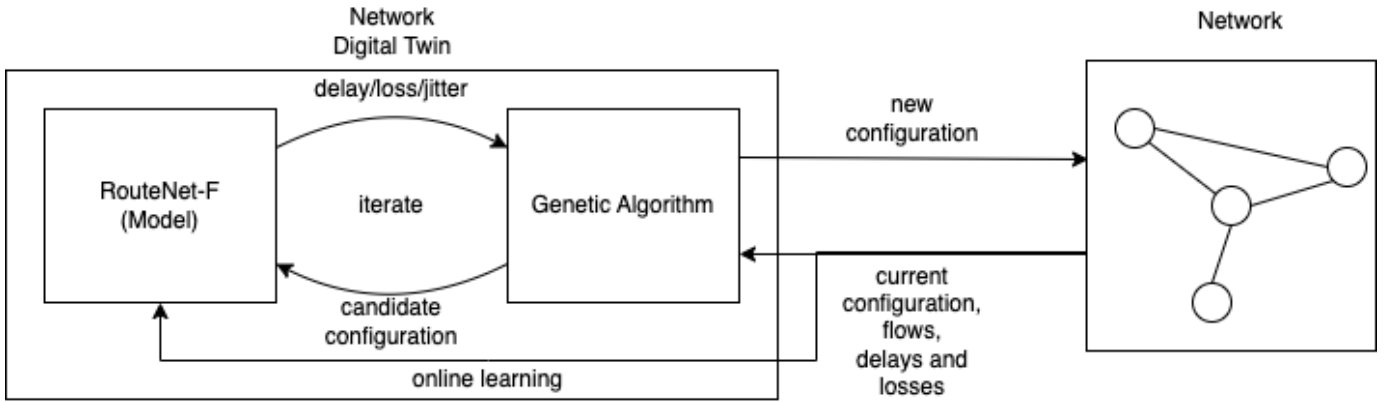 Network
Digital Twin
Network
delay/loss/jitter
RouteNet-F
(Model)
iterate
Genetic Algorithm
candidate
configuration
online learning
new
configuration
current
configuration,
flows,
delays and
losses